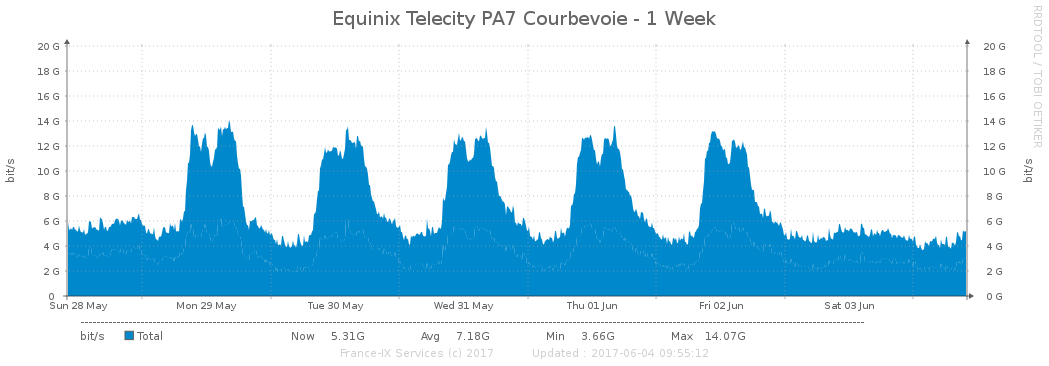 Equinix Telecity PA7 Courbevoie - 1 Week
RRDTOOL / TOBI OETIKER
bit/s
20 G
18 G
16 G
14 G
12 G
10 G
8 G
6 G
4 G
2 G
0
20 G
18 G
16 G
14 G
12 G
10 G
8 G
6 G
4 G
2 G
0 G
bit/s
Sun 28 May Mon 29 May Tue 30 May Wed 31 May Thu 01 Jun Fri 02 Jun Sat 03 Jun
bit/s Total Now 5.31G Avg 7.18G Min 3.66G Max 14.07G
France-IX Services (c) 2017 Updated : 2017-06-04 09:55:12